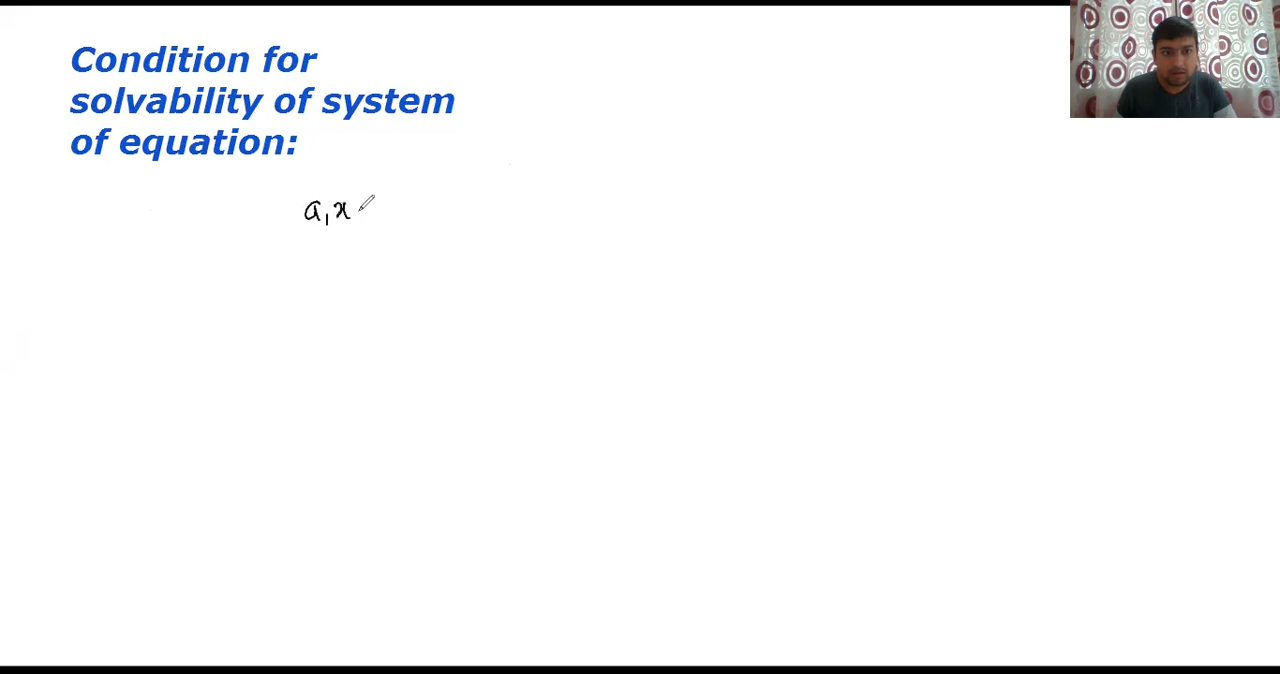 Condition for
solvability of system
of equation:
a₁x